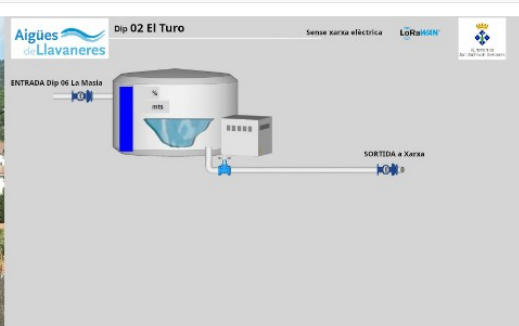 Aigües
de Llavaneres
Dip 02 El Turo
Sense xarxa elèctrica
LoRaWAN
ENTRADA Dip 06 La Masia
%
mts
SORTIDA a Xarxa